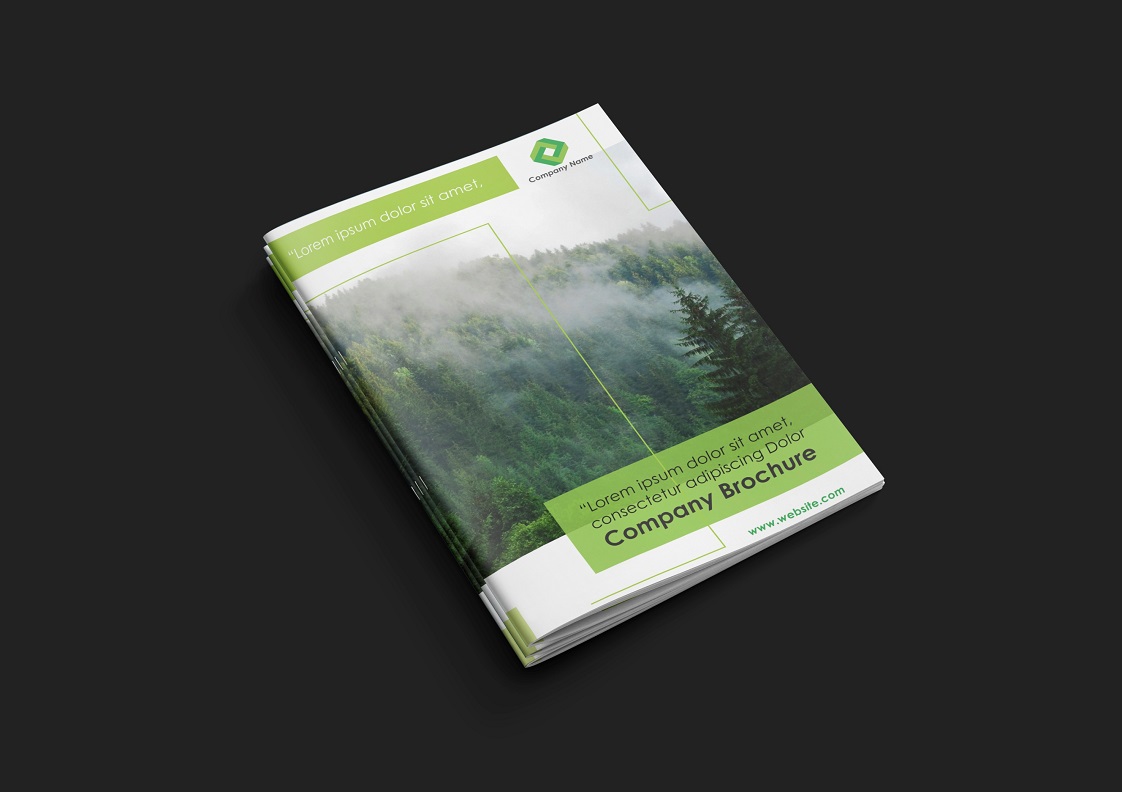 Company Name
“Lorem ipsum dolor sit amet,
“Lorem ipsum dolor sit amet,
consectetur adipiscing Dolor
Company Brochure
www.website.com